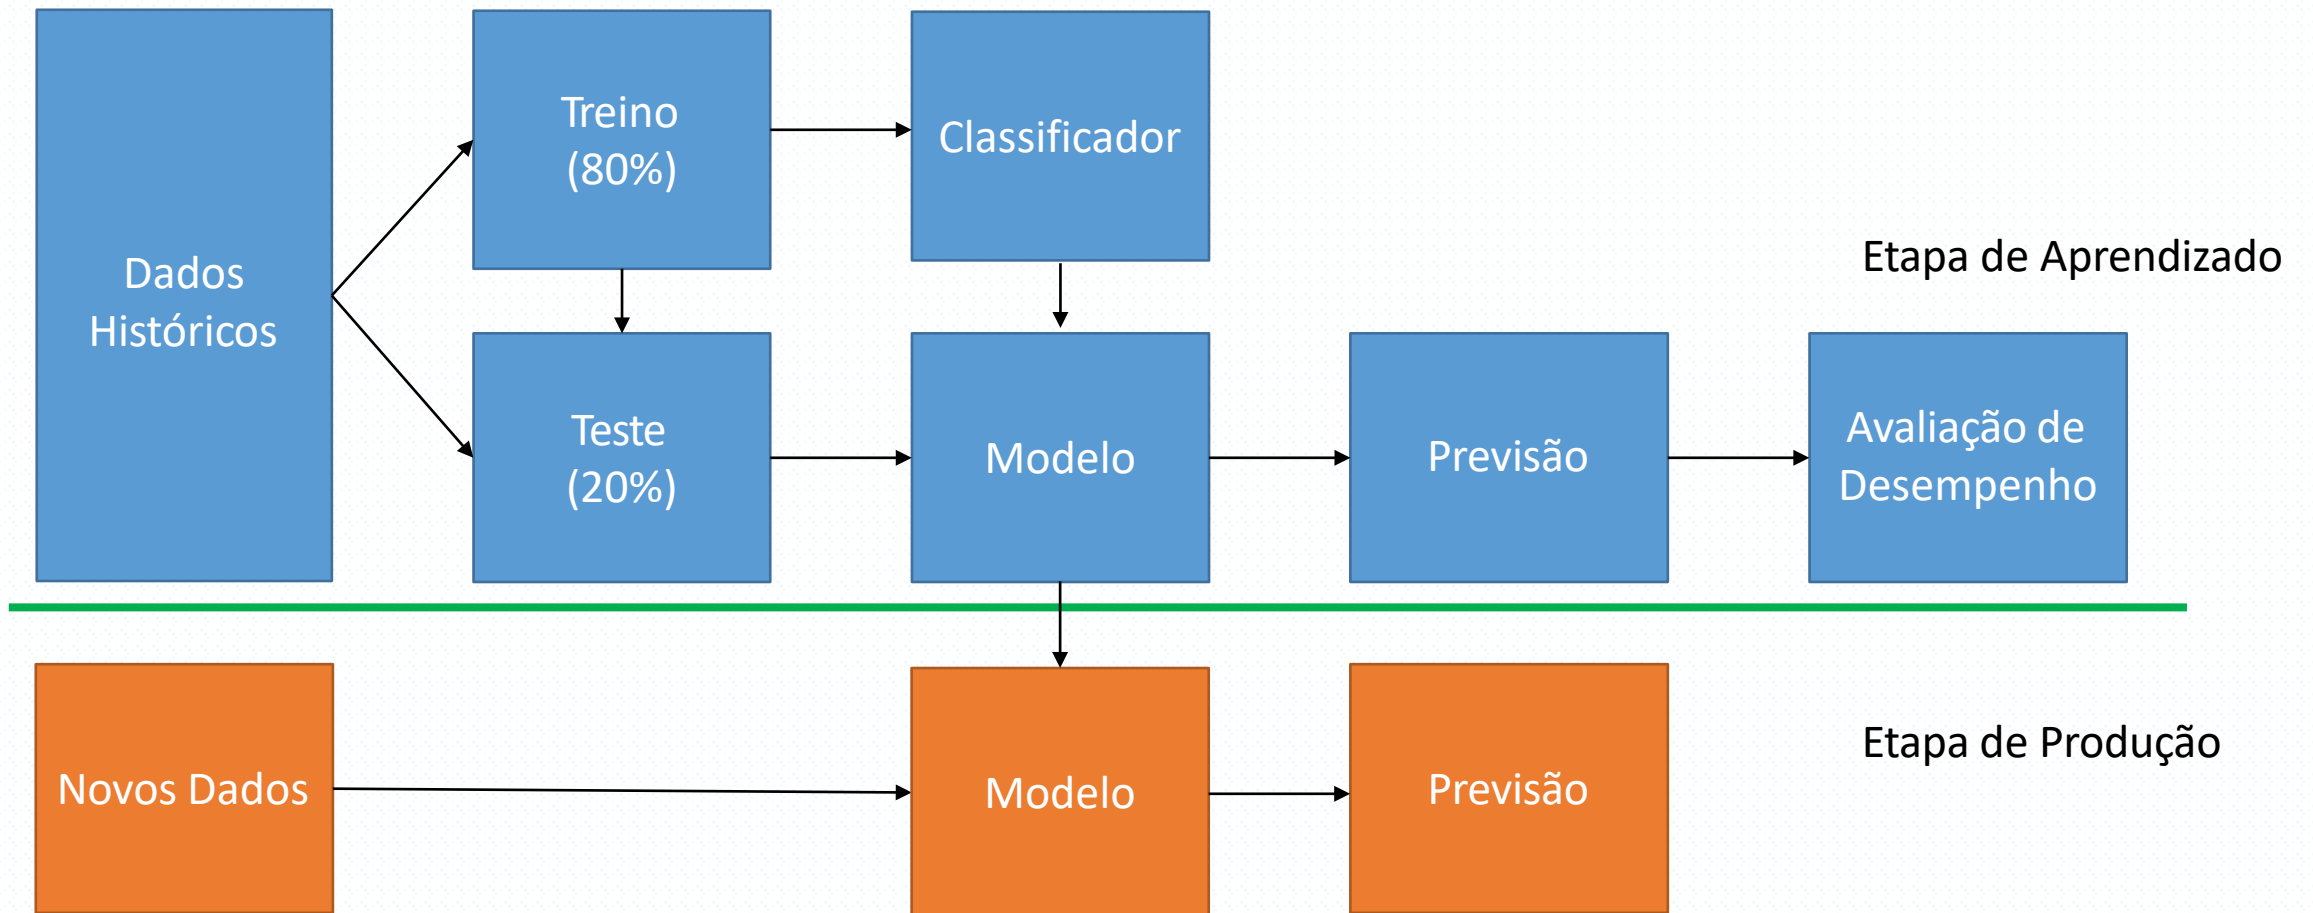 Dados
Históricos
Treino
(80%)
Classificador
Teste
(20%)
Modelo
Previsão
Avaliação de
Desempenho
Etapa de Aprendizado
Novos Dados
Modelo
Previsão
Etapa de Produção